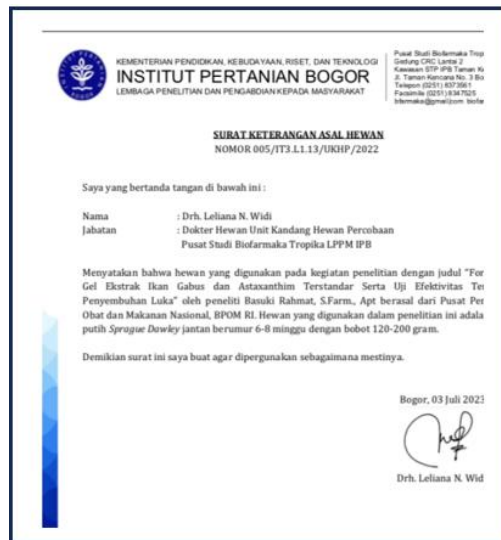 KEMENTERIAN PENDIDIKAN, KEBUDAYAAN, RISET, DAN TEKNOLOGI
INSTITUT PERTANIAN BOGOR
LEMBAGA PENELITIAN DAN PENGABDIAN KEPADA MASYARAKAT
Pusat Studi Biofarmaka Trop
Gedung CRC Lantai 2
Kawasan STP IPB Taman K
Jl. Taman Kencana No. 3 Bo
Telepon (0251) 8373561
Faximile (0251) 8347525
SURAT KETERANGAN ASAL HEWAN
NOMOR 005/IT3.L1.13/UKHP/2022
Saya yang bertanda tangan di bawah ini :
Nama : Drh. Leliana N. Widi
Jabatan : Dokter Hewan Unit Kandang Hewan Percobaan
Pusat Studi Biofarmaka Tropika LPPM IPB
Menyatakan bahwa hewan yang digunakan pada kegiatan penelitian dengan judul "For
Gel Ekstrak Ikan Gabus dan Astaxanthim Terstandar Serta Uji Efektivitas Te
Penyembuhan Luka" oleh peneliti Basuki Rahmat, S.Farm., Apt berasal dari Pusat Pe
Obat dan Makanan Nasional, BPOM RI. Hewan yang digunakan dalam penelitian ini adala
putih Sprague Dawley jantan berumur 6-8 minggu dengan bobot 120-200 gram.
Demikian surat ini saya buat agar dipergunakan sebagaimana mestinya.
Bogor, 03 Juli 2023
Drh. Leliana N. Wid